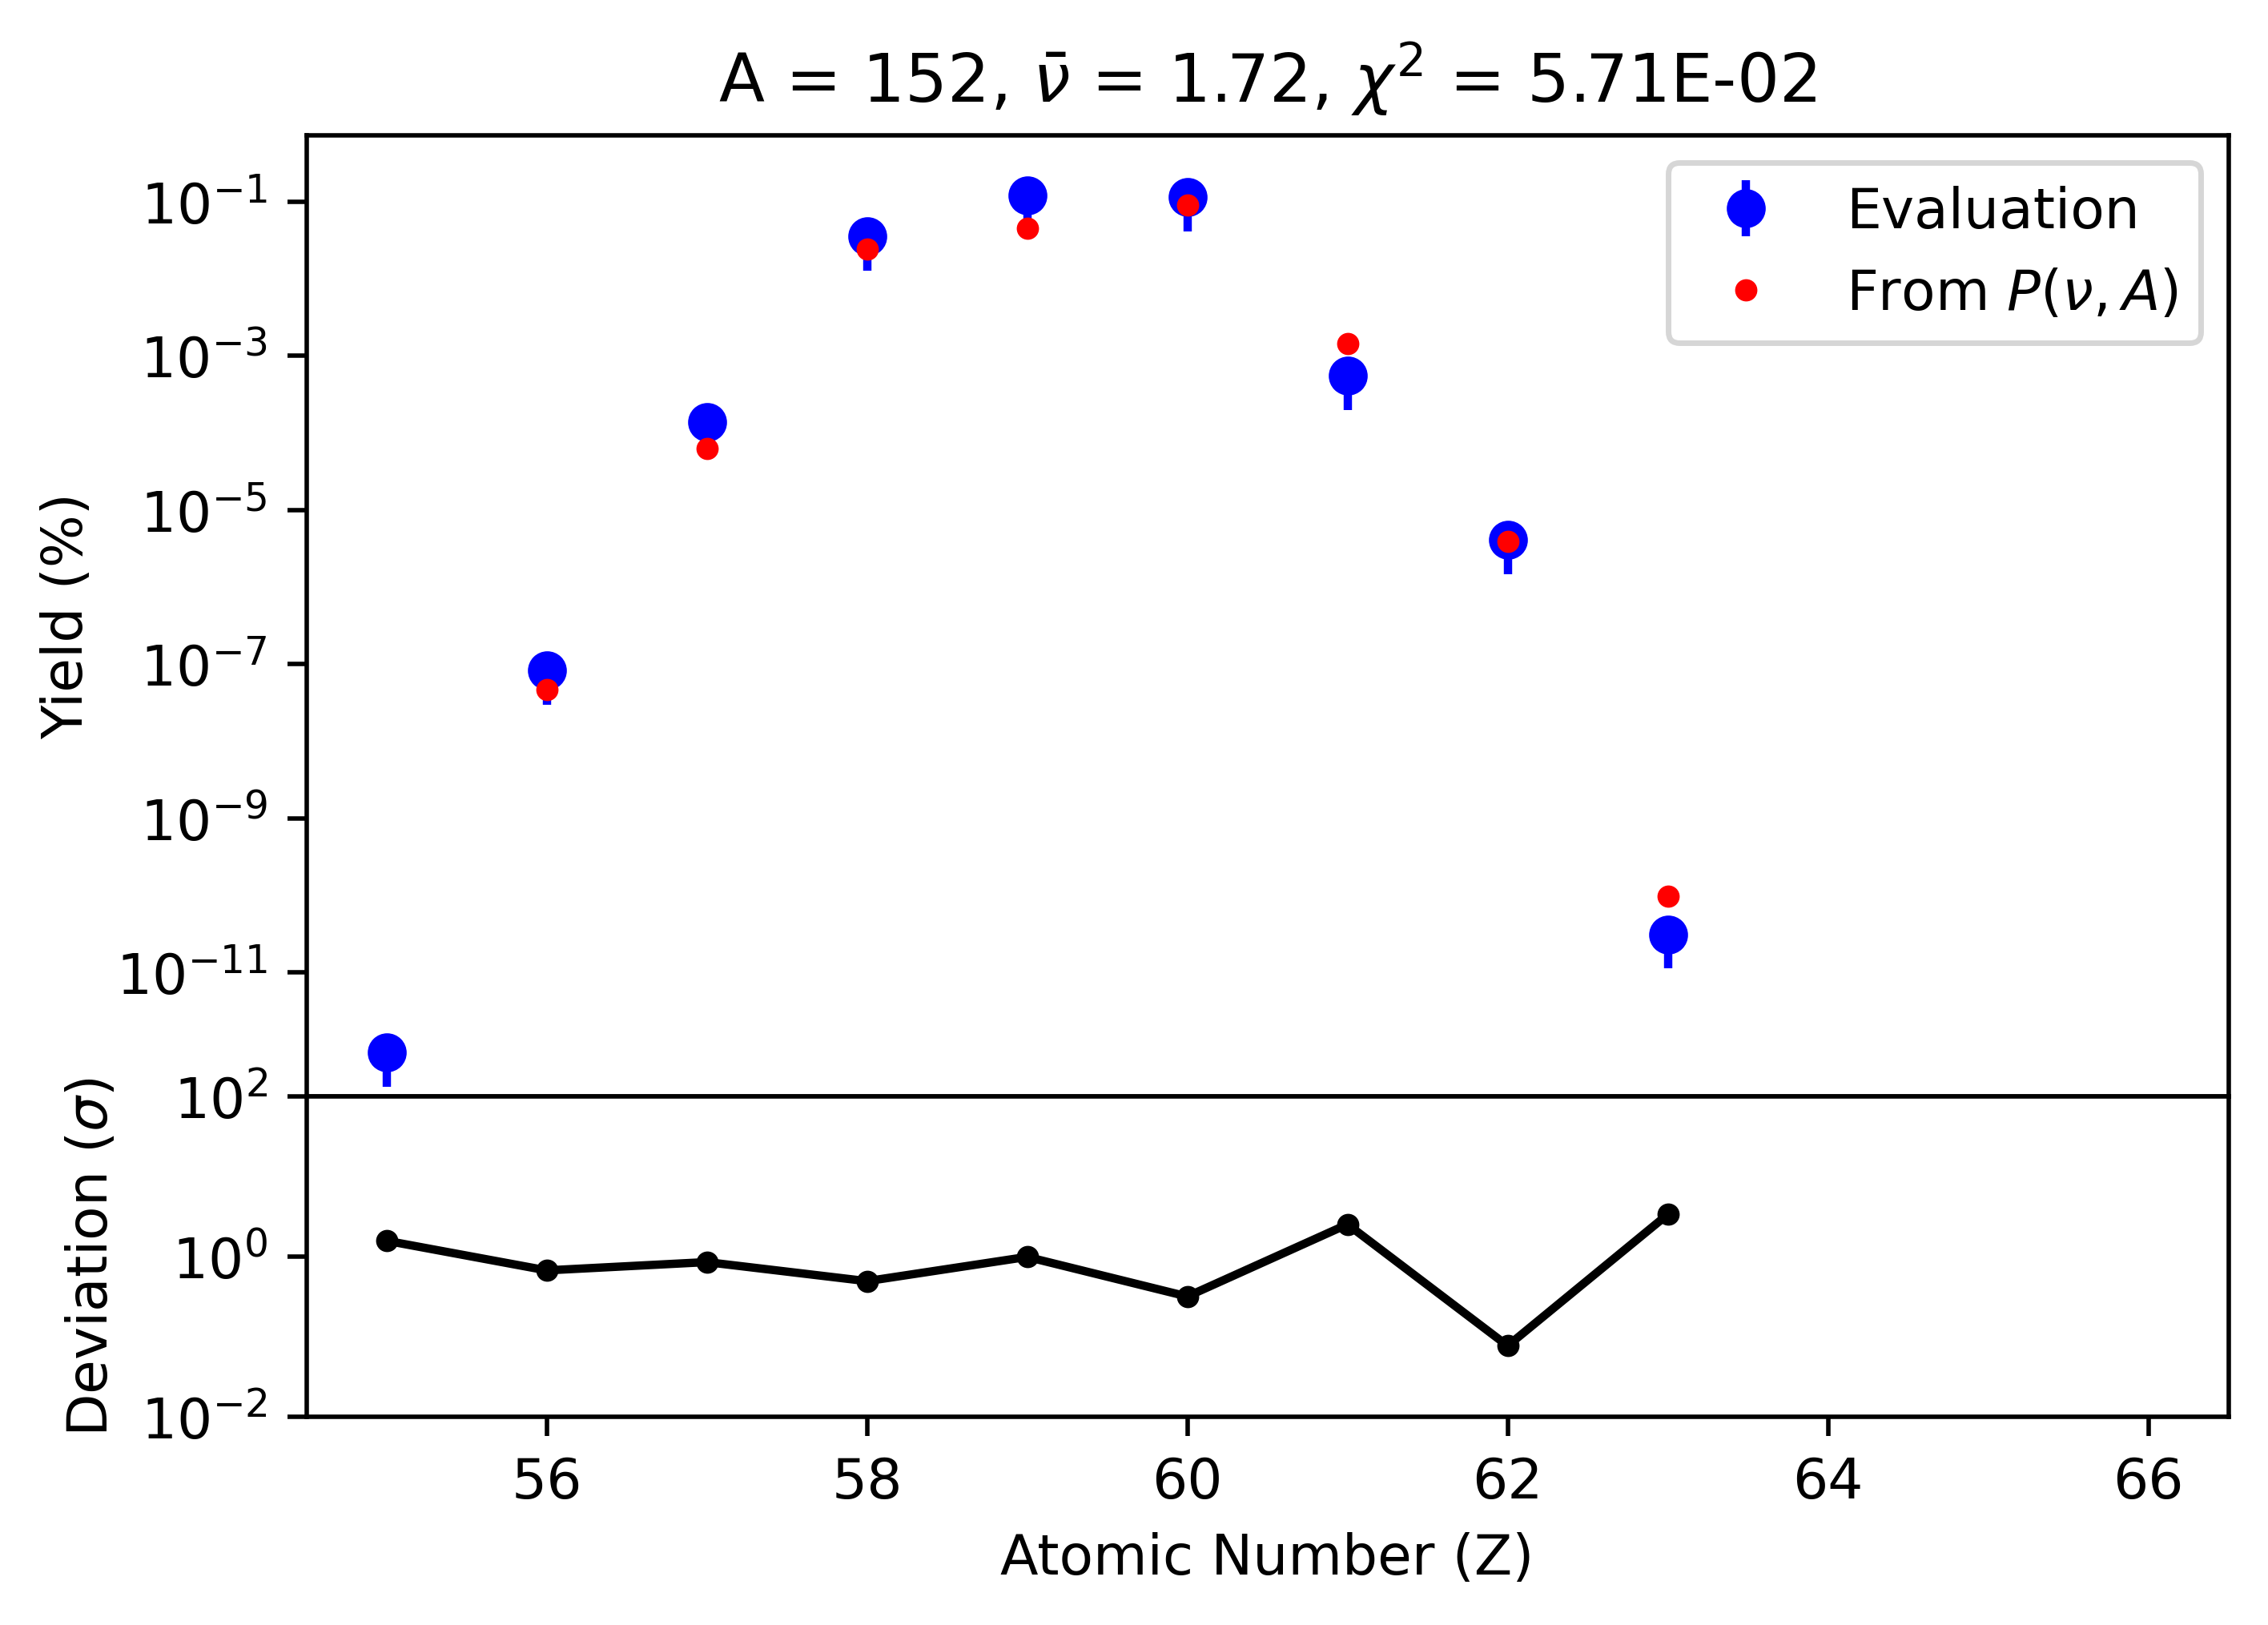 A = 152, ν̄ = 1.72, χ² = 5.71E-02
Evaluation
From P(ν, A)
Yield (%)
10⁻¹
10⁻³
10⁻⁵
10⁻⁷
10⁻⁹
10⁻¹¹
Deviation (σ)
10²
10⁰
10⁻²
56 58 60 62 64 66
Atomic Number (Z)